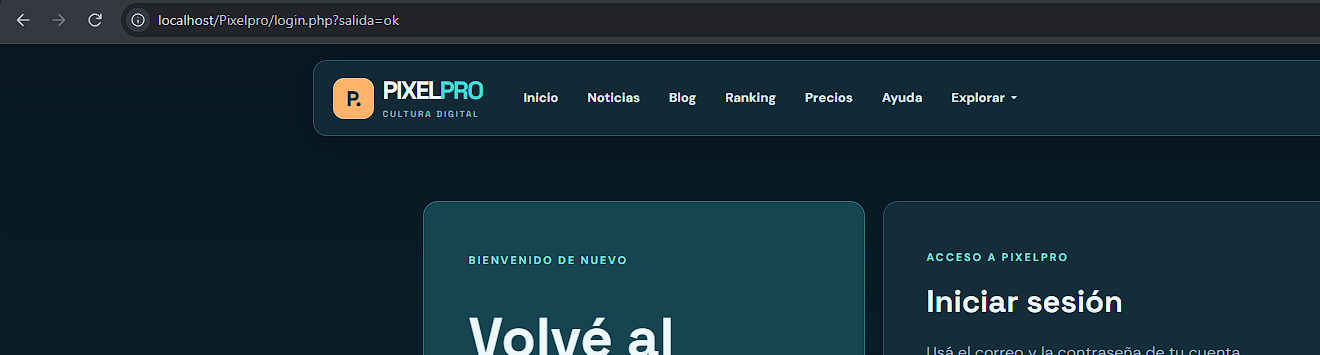 localhost/Pixelpro/login.php?salida=ok
P.
PIXELPRO
CULTURA DIGITAL
Inicio
Noticias
Blog
Ranking
Precios
Ayuda
Explorar
BIENVENIDO DE NUEVO
Volvé al
ACCESO A PIXELPRO
Iniciar sesión
Usá el correo y la contraseña de tu cuenta